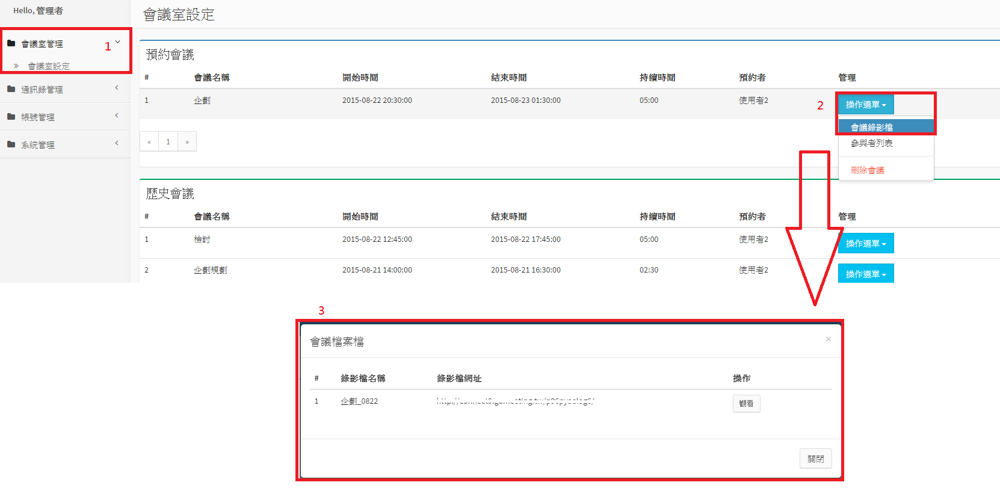 Hello, 管理者
會議室管理 1
» 會議室設定
通訊錄管理
帳號管理
系統管理
會議室設定
預約會議
# 會議名稱 開始時間 結束時間 持續時間 預約者 管理
1 企劃 2015-08-22 20:30:00 2015-08-23 01:30:00 05:00 使用者2 2 操作選單
會議錄影檔
參與者列表
刪除會議
« 1 »
歷史會議
# 會議名稱 開始時間 結束時間 持續時間 預約者 管理
1 檢討 2015-08-22 12:45:00 2015-08-22 17:45:00 05:00 使用者2 操作選單
2 企劃規劃 2015-08-21 14:00:00 2015-08-21 16:30:00 02:30 使用者2 操作選單
3
會議檔案檔 ×
# 錄影檔名稱 錄影檔網址 操作
1 企劃_0822 觀看
關閉